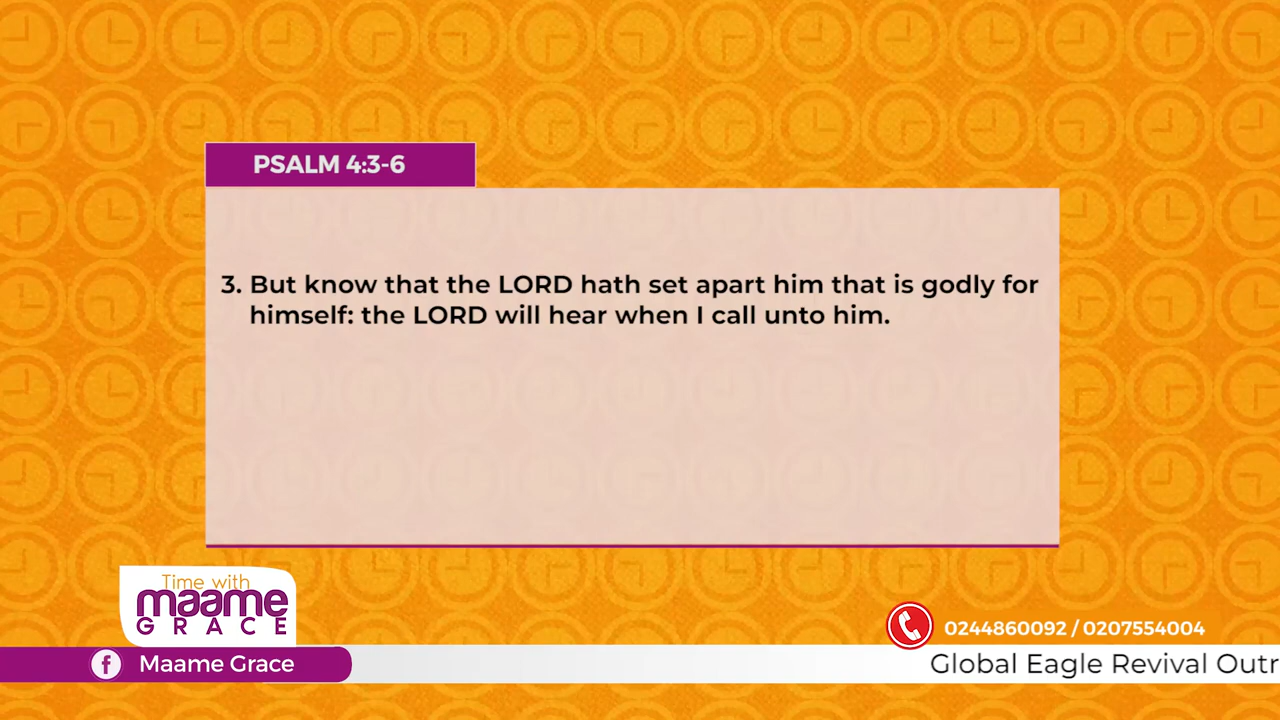 PSALM 4:3-6
3. But know that the LORD hath set apart him that is godly for
himself: the LORD will hear when I call unto him.
Time with
maame
GRACE
0244860092 / 0207554004
Maame Grace
Global Eagle Revival Outr